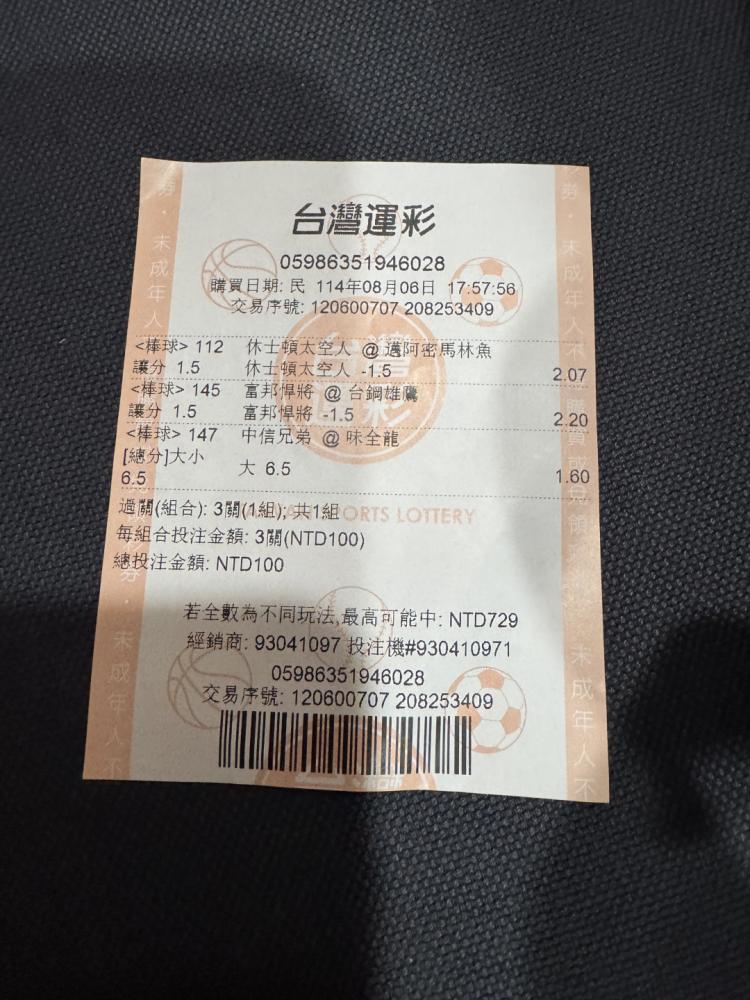 台灣運彩
05986351946028
購買日期: 民 114年08月06日 17:57:56
交易序號: 120600707 208253409
<棒球> 112 休士頓太空人 @ 邁阿密馬林魚
讓分 1.5 休士頓太空人 -1.5 2.07
<棒球> 145 富邦悍將 @ 台鋼雄鷹
讓分 1.5 富邦悍將 -1.5 2.20
<棒球> 147 中信兄弟 @ 味全龍
[總分]大小
6.5 大 6.5 1.60
過關(組合): 3關(1組); 共1組
SPORTS LOTTERY
每組合投注金額: 3關(NTD100)
總投注金額: NTD100
若全數為不同玩法,最高可能中: NTD729
經銷商: 93041097 投注機#930410971
05986351946028
交易序號: 120600707 208253409